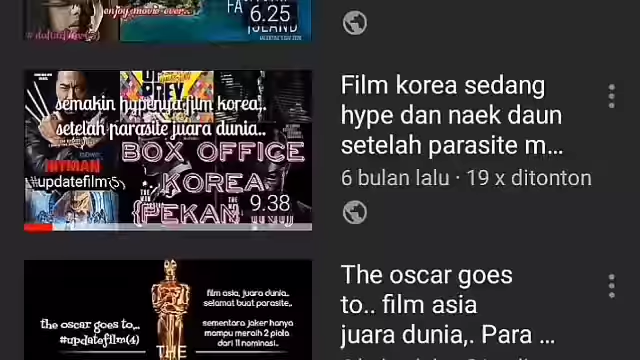 enjoy movie ever..
6.25
ISLAND
Film korea sedang
hype dan naek daun
setelah parasite m...
6 bulan lalu · 19 x ditonton
semakin hypenya film korea,.
setelah parasite juara dunia..
BOX OFFICE
KOREA
{PEKAN
HITMAN
#updatefilm(5)
9.38
The oscar goes
to.. film asia
juara dunia,. Para ...
film asia, juara dunia..
selamat buat parasite,.
sementara joker hanya
mampu meraih 2 piala
dari 11 nominasi..
the oscar goes to,..
#updatefilm(4)
THE